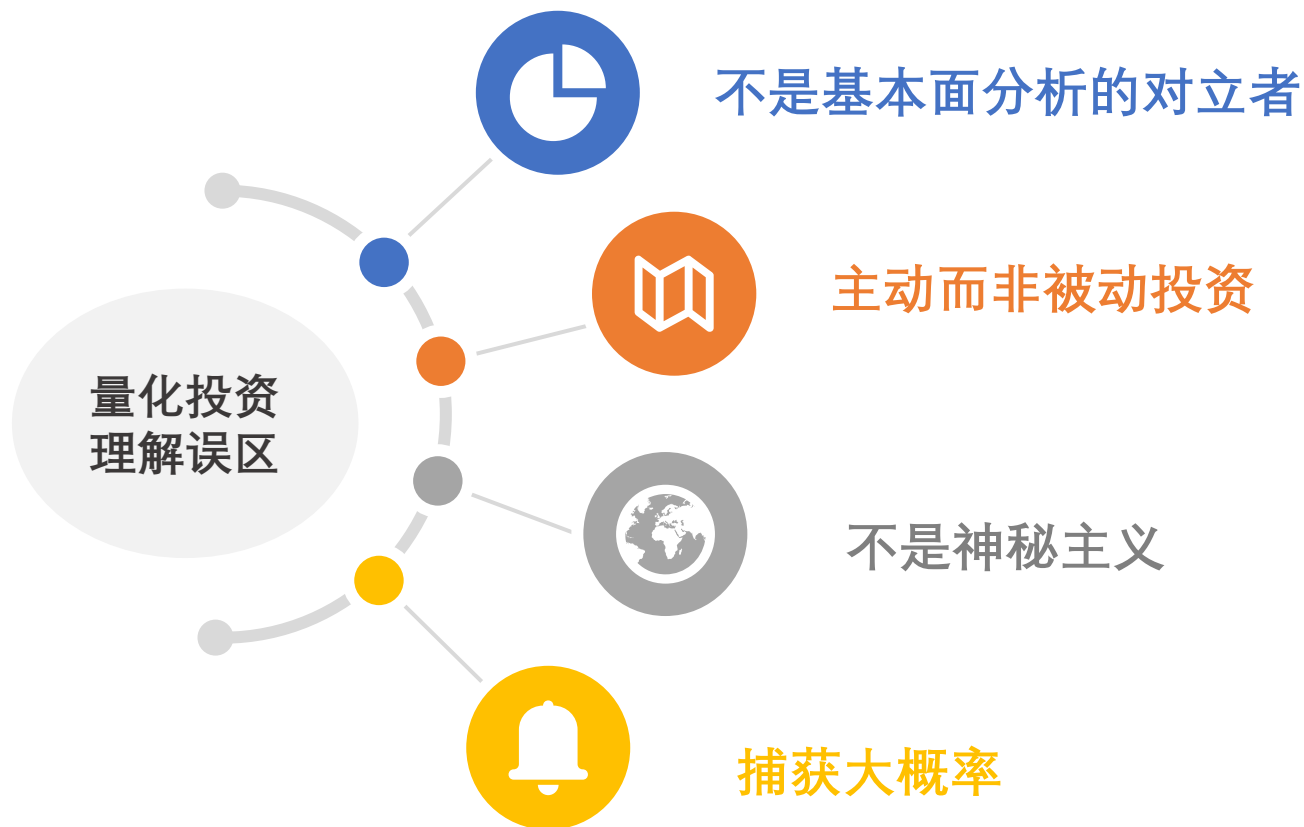 不是基本面分析的对立者
主动而非被动投资
量化投资
理解误区
不是神秘主义
捕获大概率